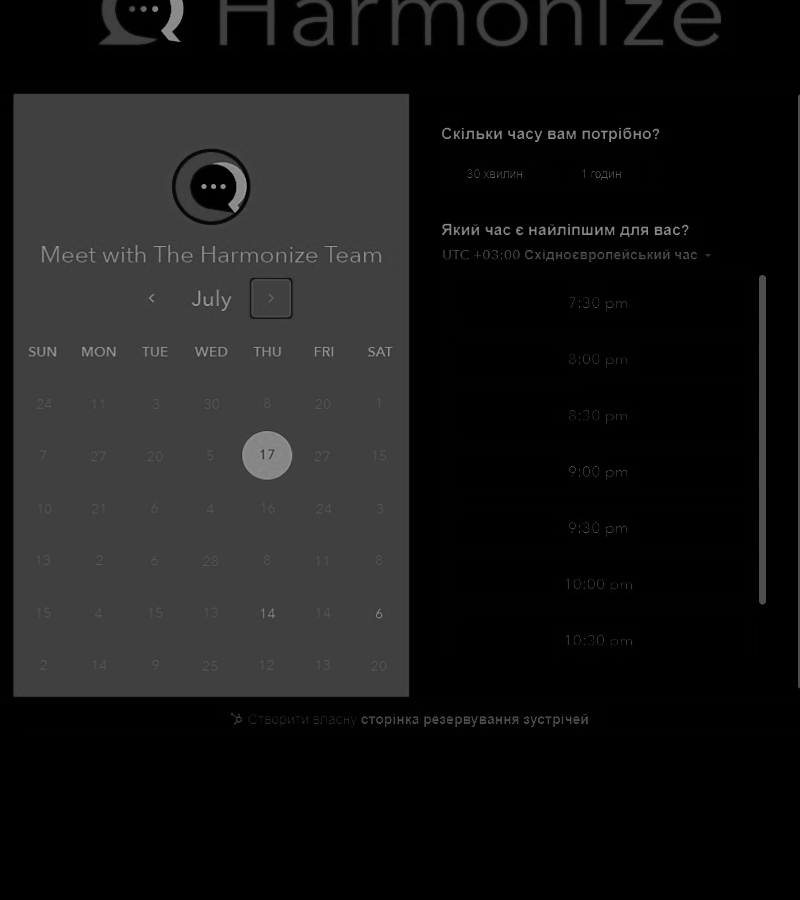 Harmonize
Meet with The Harmonize Team
July
SUN MON TUE WED THU FRI SAT
24 11 3 30 8 20 1
7 27 20 5 17 27 15
10 21 6 4 16 24 3
13 2 6 28 8 11 8
15 4 15 13 14 14 6
2 14 9 25 12 13 20
Скільки часу вам потрібно?
30 хвилин 1 годин
Який час є найліпшим для вас?
UTC +03:00 Східноєвропейський час
7:30 pm
8:00 pm
8:30 pm
9:00 pm
9:30 pm
10:00 pm
10:30 pm
Створити власну сторінка резервування зустрічей